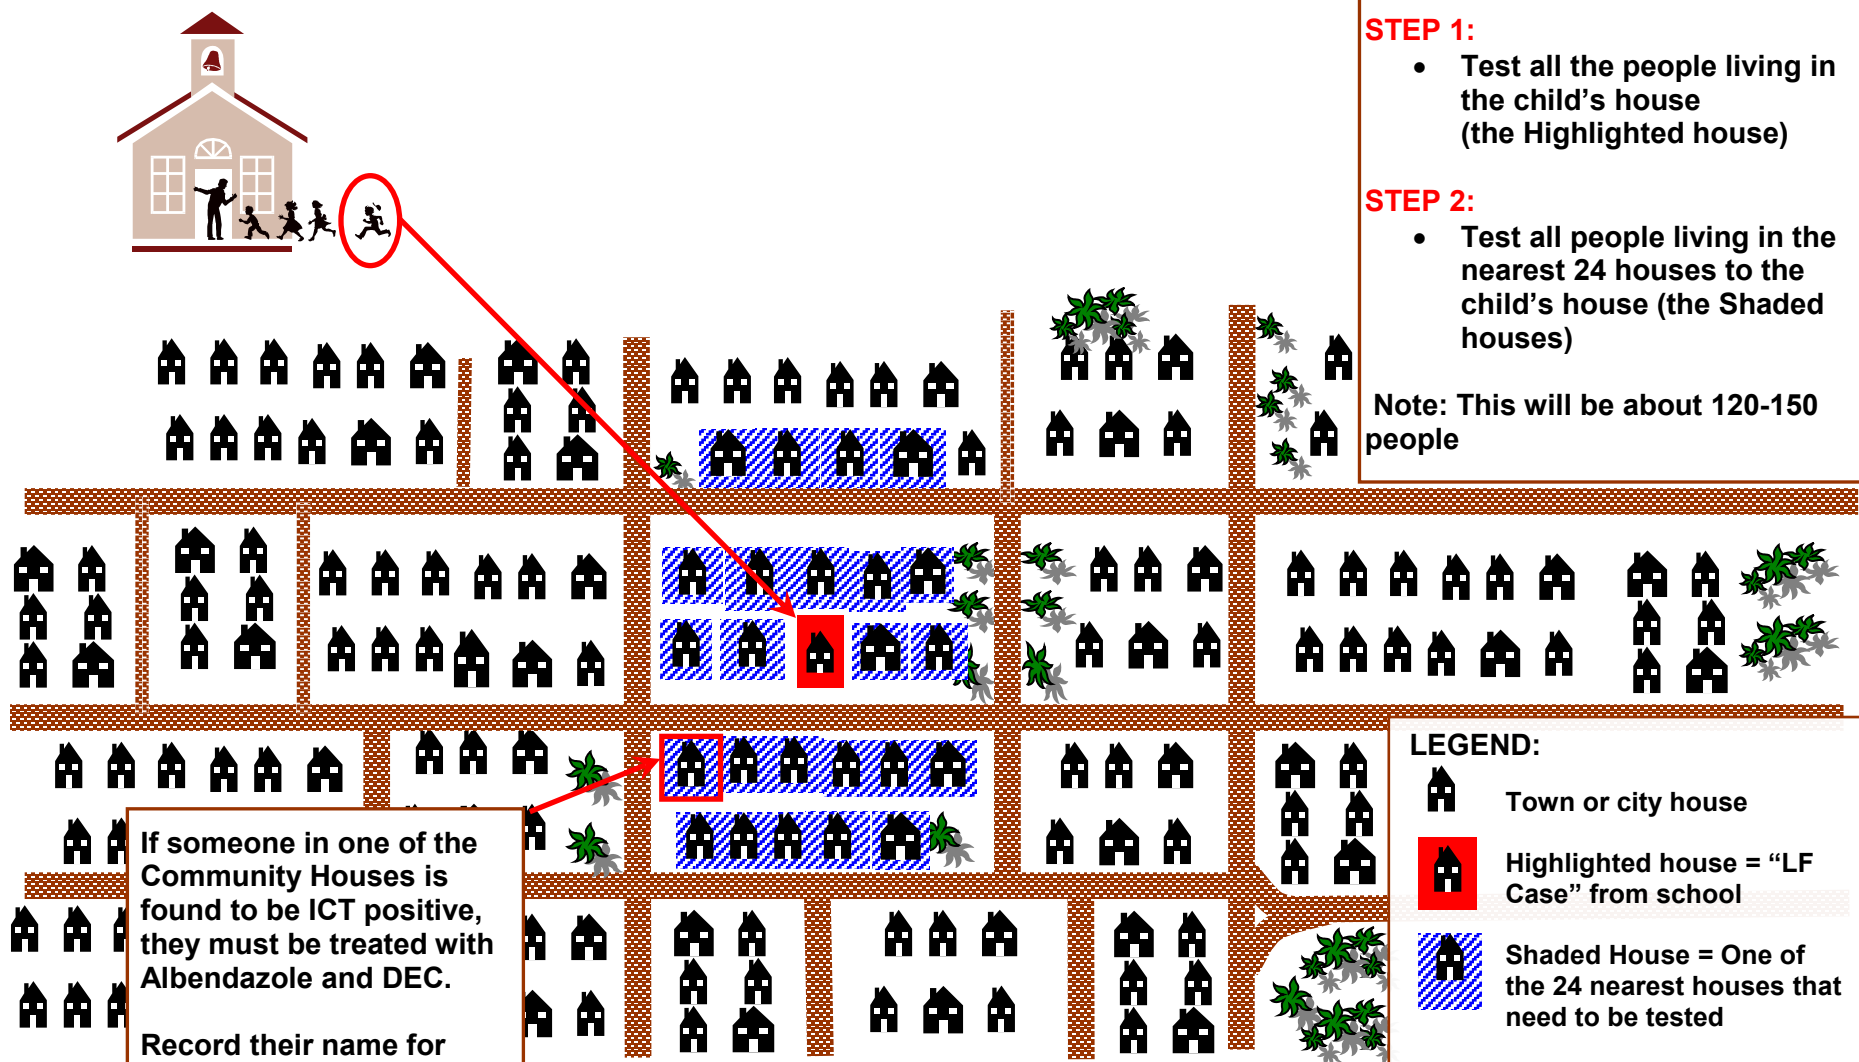 STEP 1:
• Test all the people living in
the child’s house
(the Highlighted house)
STEP 2:
• Test all people living in the
nearest 24 houses to the
child’s house (the Shaded
houses)
Note: This will be about 120-150
people
If someone in one of the
Community Houses is
found to be ICT positive,
they must be treated with
Albendazole and DEC.
Record their name for
LEGEND:
Town or city house
Highlighted house = “LF
Case” from school
Shaded House = One of
the 24 nearest houses that
need to be tested